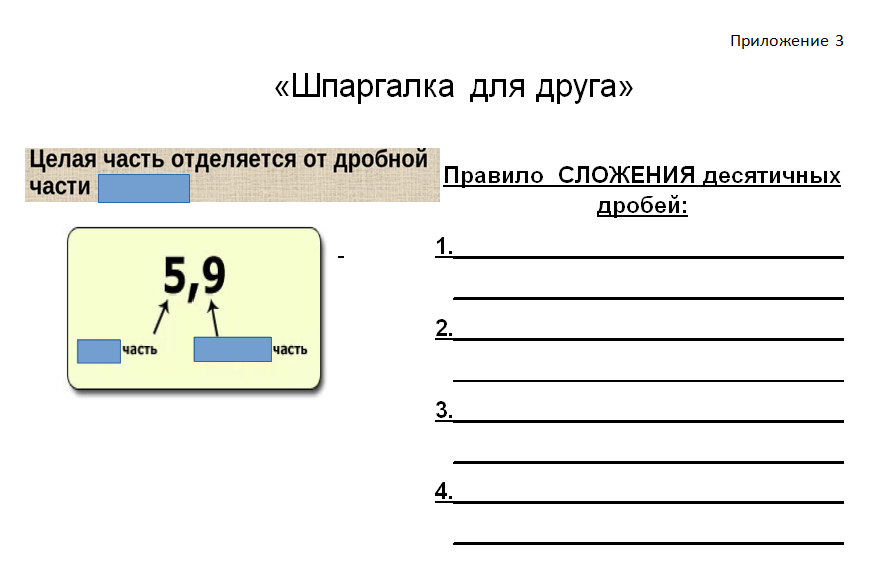 Приложение 3
«Шпаргалка для друга»
Целая часть отделяется от дробной
части
5,9
часть
часть
Правило СЛОЖЕНИЯ десятичных
дробей:
1.
2.
3.
4.